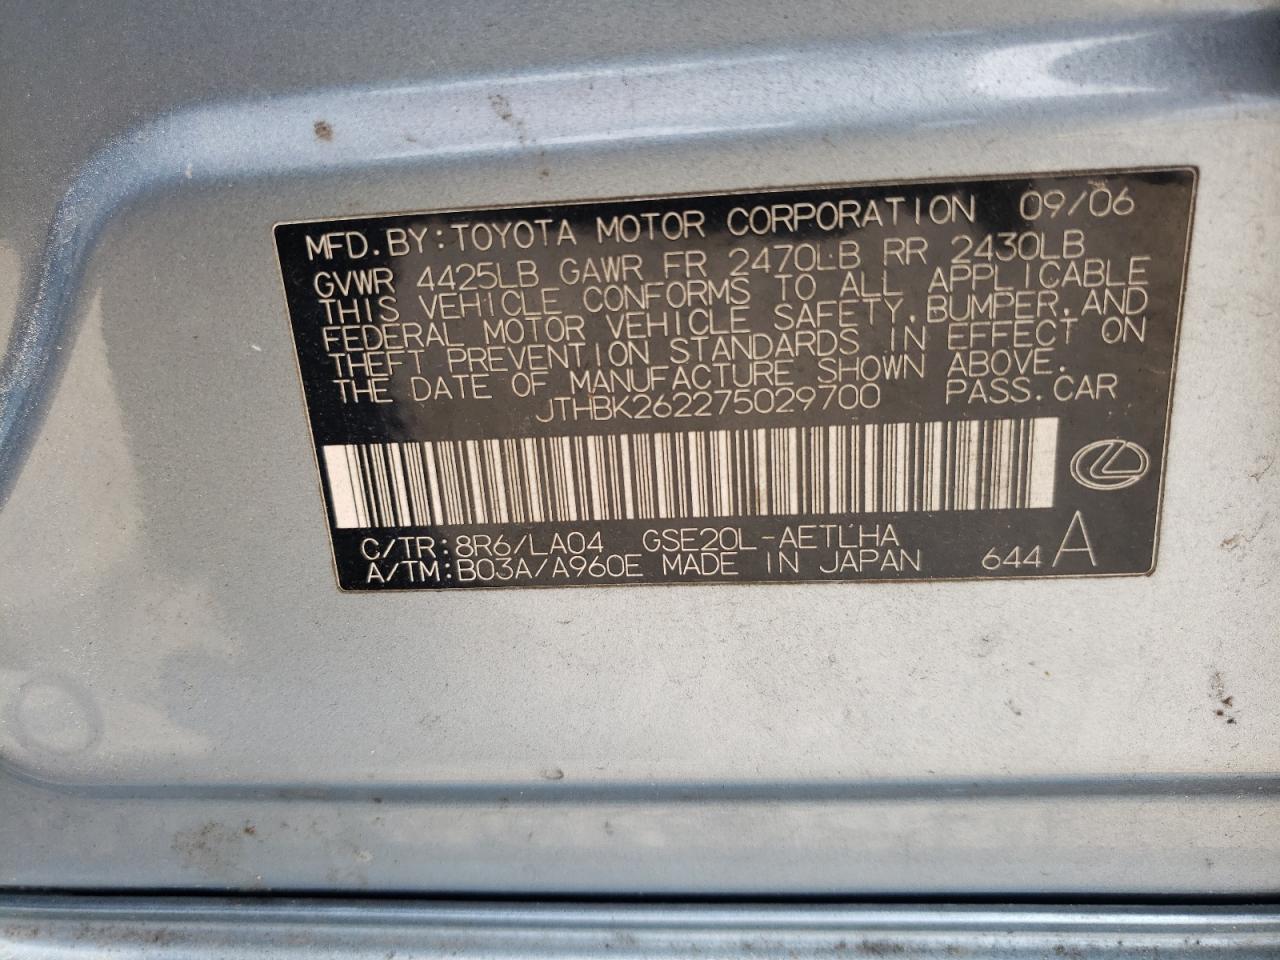 MFD. BY: TOYOTA MOTOR CORPORATION 09/06
GVWR 4425LB GAWR FR 2470LB RR 2430LB
THIS VEHICLE CONFORMS TO ALL APPLICABLE
FEDERAL MOTOR VEHICLE SAFETY, BUMPER, AND
THEFT PREVENTION STANDARDS IN EFFECT ON
THE DATE OF MANUFACTURE SHOWN ABOVE.
JTHBK262275029700 PASS. CAR
C/TR: 8R6/LA04 GSE20L-AETLHA
A/TM: B03A/A960E MADE IN JAPAN 644 A